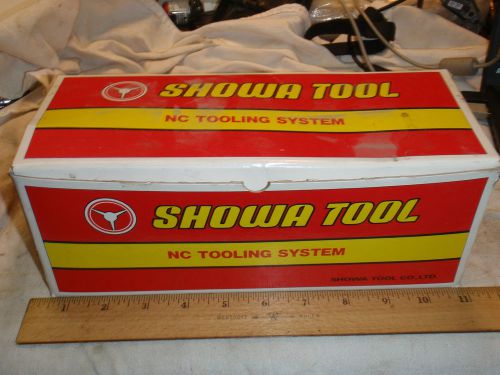 SHOWA TOOL
NC TOOLING SYSTEM
SHOWA TOOL
NC TOOLING SYSTEM
SHOWA TOOL CO., LTD.
1 2 3 4 5 6 7 8 9 10 11